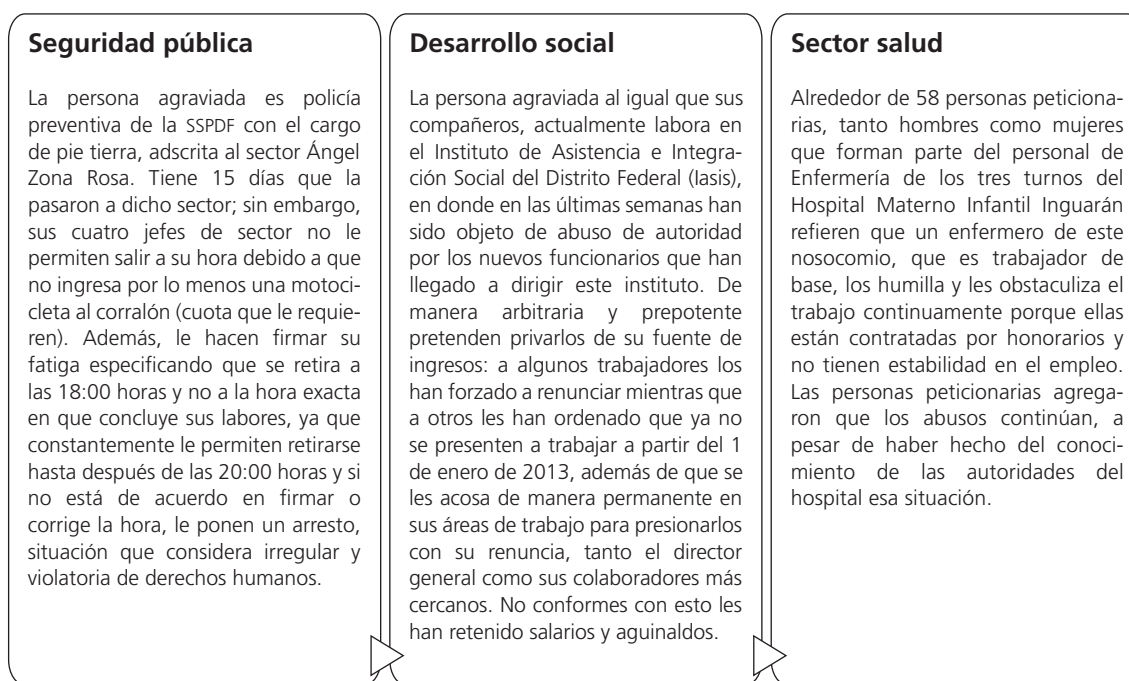 Seguridad pública
La persona agraviada es policía
preventiva de la SSPDF con el cargo
de pie tierra, adscrita al sector Ángel
Zona Rosa. Tiene 15 días que la
pasaron a dicho sector; sin embargo,
sus cuatro jefes de sector no le
permiten salir a su hora debido a que
no ingresa por lo menos una motoci-
cleta al corralón (cuota que le requie-
ren). Además, le hacen firmar su
fatiga especificando que se retira a
las 18:00 horas y no a la hora exacta
en que concluye sus labores, ya que
constantemente le permiten retirarse
hasta después de las 20:00 horas y si
no está de acuerdo en firmar o
corrige la hora, le ponen un arresto,
situación que considera irregular y
violatoria de derechos humanos.
Desarrollo social
La persona agraviada al igual que sus
compañeros, actualmente labora en
el Instituto de Asistencia e Integra-
ción Social del Distrito Federal (Iasis),
en donde en las últimas semanas han
sido objeto de abuso de autoridad
por los nuevos funcionarios que han
llegado a dirigir este instituto. De
manera arbitraria y prepotente
pretenden privarlos de su fuente de
ingresos: a algunos trabajadores los
han forzado a renunciar mientras que
a otros les han ordenado que ya no
se presenten a trabajar a partir del 1
de enero de 2013, además de que se
les acosa de manera permanente en
sus áreas de trabajo para presionarlos
con su renuncia, tanto el director
general como sus colaboradores más
cercanos. No conformes con esto les
han retenido salarios y aguinaldos.
Sector salud
Alrededor de 58 personas peticiona-
rias, tanto hombres como mujeres
que forman parte del personal de
Enfermería de los tres turnos del
Hospital Materno Infantil Inguarán
refieren que un enfermero de este
nosocomio, que es trabajador de
base, los humilla y les obstaculiza el
trabajo continuamente porque ellas
están contratadas por honorarios y
no tienen estabilidad en el empleo.
Las personas peticionarias agrega-
ron que los abusos continúan, a
pesar de haber hecho del conoci-
miento de las autoridades del
hospital esa situación.